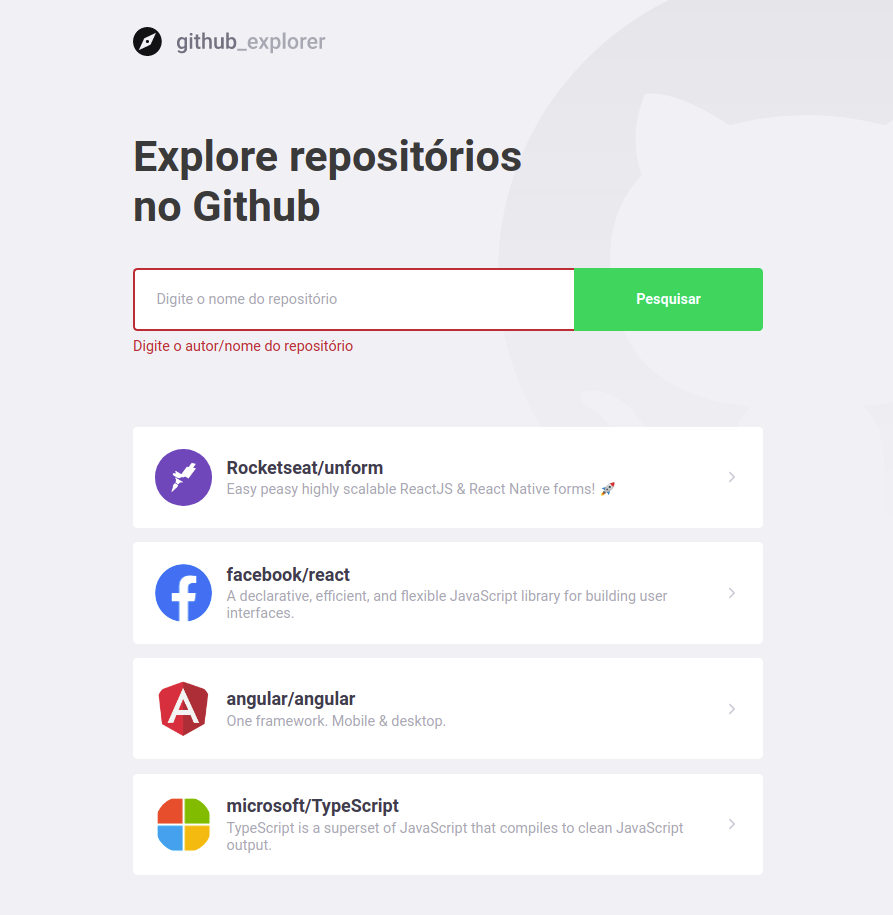 github_explorer
Explore repositórios
no Github
Digite o nome do repositório
Pesquisar
Digite o autor/nome do repositório
Rocketseat/unform
Easy peasy highly scalable ReactJS & React Native forms! 🚀
facebook/react
A declarative, efficient, and flexible JavaScript library for building user
interfaces.
angular/angular
One framework. Mobile & desktop.
microsoft/TypeScript
TypeScript is a superset of JavaScript that compiles to clean JavaScript
output.